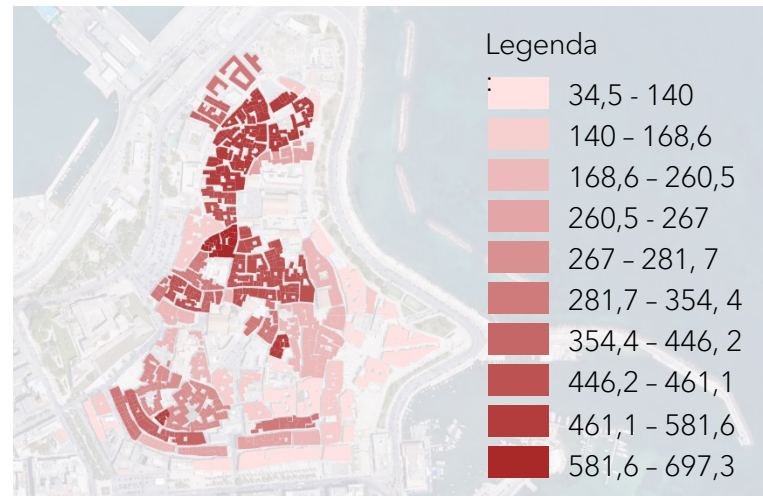 Legenda
:
34,5 - 140
140 – 168,6
168,6 – 260,5
260,5 - 267
267 – 281, 7
281,7 – 354, 4
354,4 – 446, 2
446,2 – 461,1
461,1 – 581,6
581,6 – 697,3